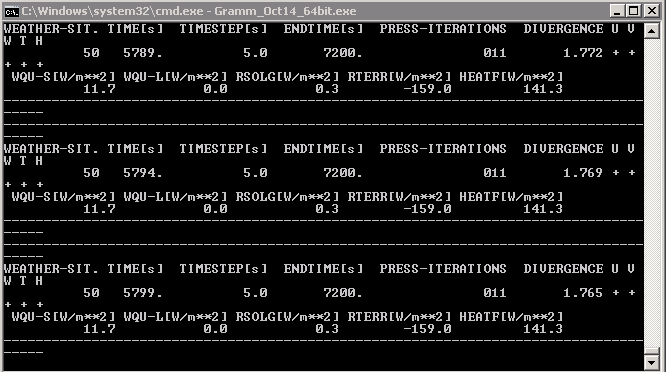 C:\Windows\system32\cmd.exe - Gramm_Oct14_64bit.exe
WEATHER-SIT. TIME[s] TIMESTEP[s] ENDTIME[s] PRESS-ITERATIONS DIVERGENCE U V
W T H
50 5789. 5.0 7200. 011 1.772 + +
+ + +
WQU-S[W/m**2] WQU-L[W/m**2] RSOLG[W/m**2] RTERR[W/m**2] HEATF[W/m**2]
11.7 0.0 0.3 -159.0 141.3
--------------------------------------------------------------------------------
-----
--------------------------------------------------------------------------------
-----
WEATHER-SIT. TIME[s] TIMESTEP[s] ENDTIME[s] PRESS-ITERATIONS DIVERGENCE U V
W T H
50 5794. 5.0 7200. 011 1.769 + +
+ + +
WQU-S[W/m**2] WQU-L[W/m**2] RSOLG[W/m**2] RTERR[W/m**2] HEATF[W/m**2]
11.7 0.0 0.3 -159.0 141.3
--------------------------------------------------------------------------------
-----
--------------------------------------------------------------------------------
-----
WEATHER-SIT. TIME[s] TIMESTEP[s] ENDTIME[s] PRESS-ITERATIONS DIVERGENCE U V
W T H
50 5799. 5.0 7200. 011 1.765 + +
+ + +
WQU-S[W/m**2] WQU-L[W/m**2] RSOLG[W/m**2] RTERR[W/m**2] HEATF[W/m**2]
11.7 0.0 0.3 -159.0 141.3
--------------------------------------------------------------------------------
-----